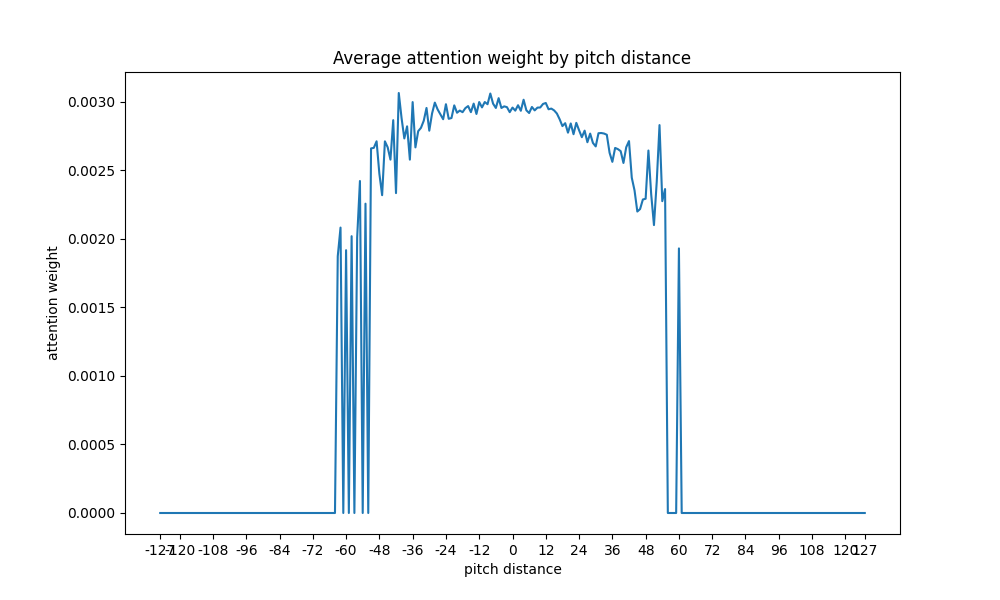 Average attention weight by pitch distance
attention weight
0.0030
0.0025
0.0020
0.0015
0.0010
0.0005
0.0000
-127 -120 -108 -96 -84 -72 -60 -48 -36 -24 -12 0 12 24 36 48 60 72 84 96 108 120 127
pitch distance